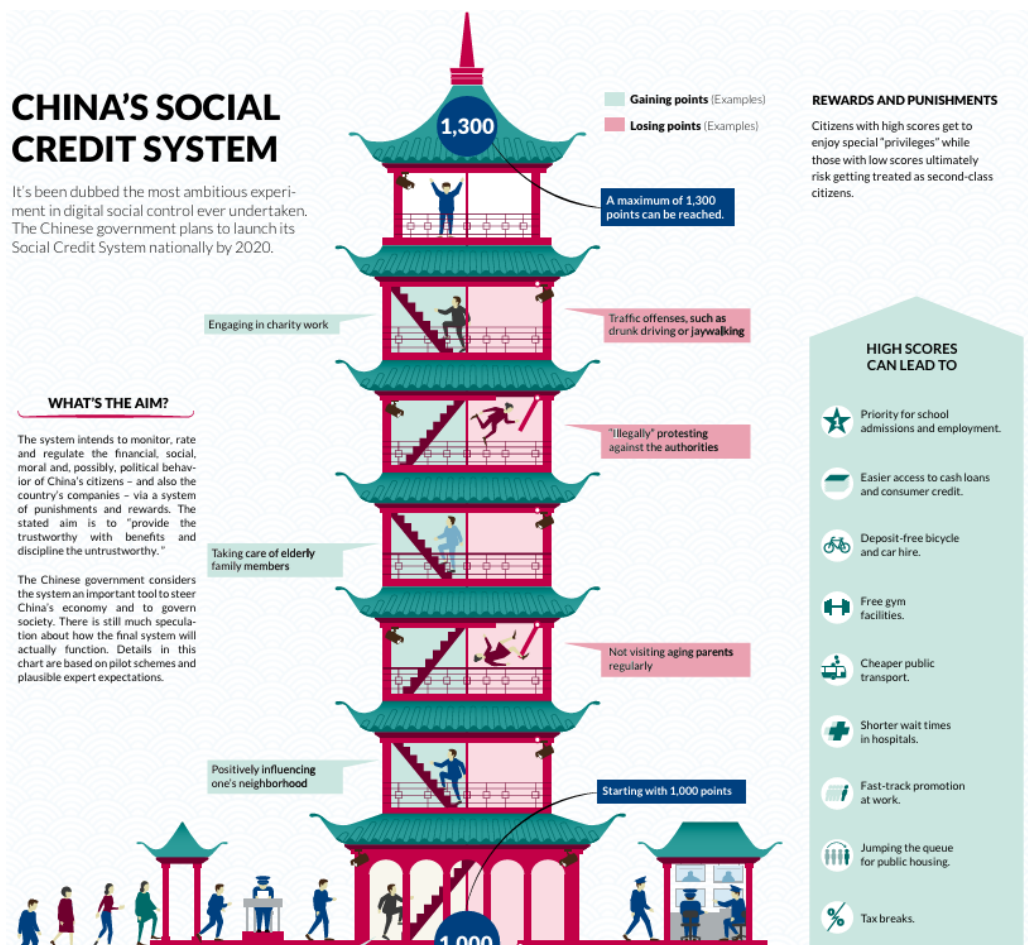 CHINA'S SOCIAL
CREDIT SYSTEM
It's been dubbed the most ambitious experi-
ment in digital social control ever undertaken.
The Chinese government plans to launch its
Social Credit System nationally by 2020.
WHAT'S THE AIM?
The system intends to monitor, rate
and regulate the financial, social,
moral and, possibly, political behav-
ior of China's citizens – and also the
country's companies – via a system
of punishments and rewards. The
stated aim is to "provide the
trustworthy with benefits and
discipline the untrustworthy."
The Chinese government considers
the system an important tool to steer
China's economy and to govern
society. There is still much specula-
tion about how the final system will
actually function. Details in this
chart are based on pilot schemes and
plausible expert expectations.
1,300
Gaining points (Examples)
Losing points (Examples)
A maximum of 1,300
points can be reached.
Engaging in charity work
Traffic offenses, such as
drunk driving or jaywalking
"Illegally" protesting
against the authorities
Taking care of elderly
family members
Not visiting aging parents
regularly
Positively influencing
one's neighborhood
Starting with 1,000 points
1,000
REWARDS AND PUNISHMENTS
Citizens with high scores get to
enjoy special "privileges" while
those with low scores ultimately
risk getting treated as second-class
citizens.
HIGH SCORES
CAN LEAD TO
1
Priority for school
admissions and employment.
Easier access to cash loans
and consumer credit.
Deposit-free bicycle
and car hire.
Free gym
facilities.
Cheaper public
transport.
Shorter wait times
in hospitals.
Fast-track promotion
at work.
Jumping the queue
for public housing.
%
Tax breaks.